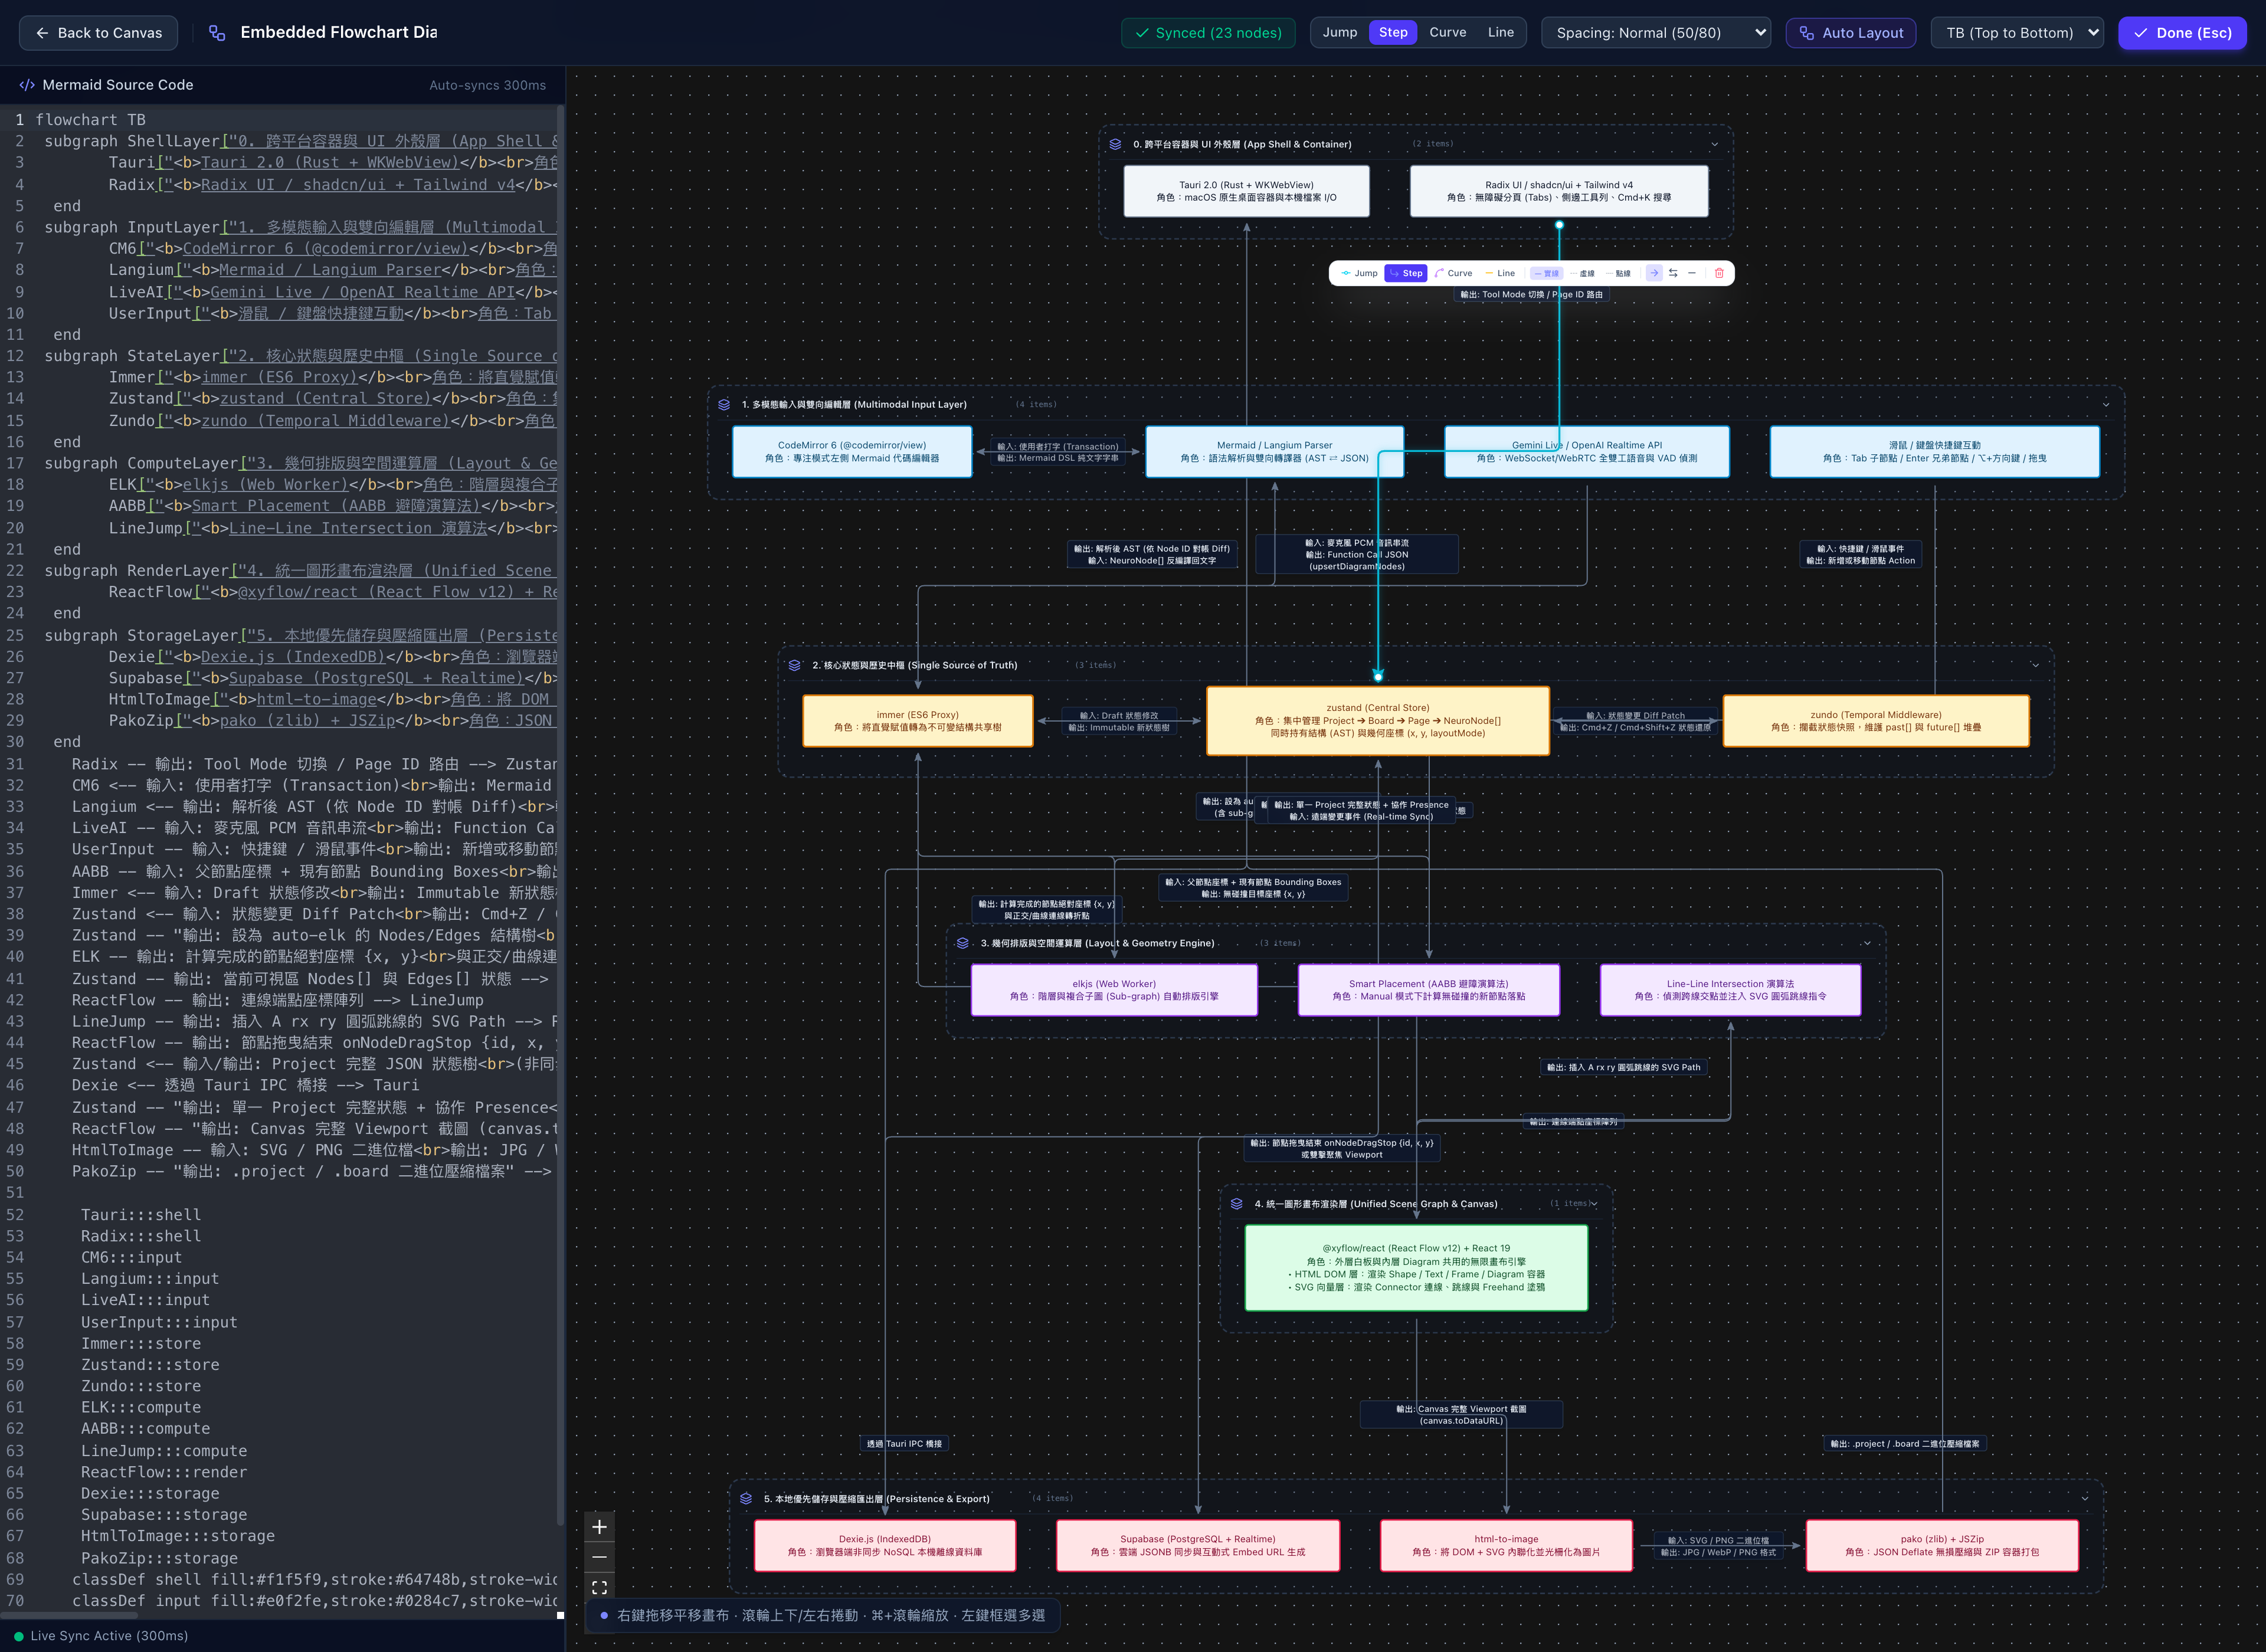 Back to Canvas
Embedded Flowchart Dia
Synced (23 nodes)
Jump Step Curve Line
Spacing: Normal (50/80)
Auto Layout
TB (Top to Bottom)
Done (Esc)
Mermaid Source Code
Auto-syncs 300ms
1 flowchart TB
2 subgraph ShellLayer["0. 跨平台容器與 UI 外殼層 (App Shell &
3 Tauri["<b>Tauri 2.0 (Rust + WKWebView)</b><br>角色
4 Radix["<b>Radix UI / shadcn/ui + Tailwind v4</b><
5 end
6 subgraph InputLayer["1. 多模態輸入與雙向編輯層 (Multimodal
7 CM6["<b>CodeMirror 6 (@codemirror/view)</b><br>角
8 Langium["<b>Mermaid / Langium Parser</b><br>角色：
9 LiveAI["<b>Gemini Live / OpenAI Realtime API</b><
10 UserInput["<b>滑鼠 / 鍵盤快捷鍵互動</b><br>角色：Tab
11 end
12 subgraph StateLayer["2. 核心狀態與歷史中樞 (Single Source o
13 Immer["<b>immer (ES6 Proxy)</b><br>角色：將直覺賦值
14 Zustand["<b>zustand (Central Store)</b><br>角色：
15 Zundo["<b>zundo (Temporal Middleware)</b><br>角色
16 end
17 subgraph ComputeLayer["3. 幾何排版與空間運算層 (Layout & Ge
18 ELK["<b>elkjs (Web Worker)</b><br>角色：階層與複合子
19 AABB["<b>Smart Placement (AABB 避障演算法)</b><br>
20 LineJump["<b>Line-Line Intersection 演算法</b><br>
21 end
22 subgraph RenderLayer["4. 統一圖形畫布渲染層 (Unified Scene
23 ReactFlow["<b>@xyflow/react (React Flow v12) + Re
24 end
25 subgraph StorageLayer["5. 本地優先儲存與壓縮匯出層 (Persiste
26 Dexie["<b>Dexie.js (IndexedDB)</b><br>角色：瀏覽器
27 Supabase["<b>Supabase (PostgreSQL + Realtime)</b>
28 HtmlToImage["<b>html-to-image</b><br>角色：將 DOM
29 PakoZip["<b>pako (zlib) + JSZip</b><br>角色：JSON
30 end
31 Radix -- 輸出: Tool Mode 切換 / Page ID 路由 --> Zustan
32 CM6 <-- 輸入: 使用者打字 (Transaction)<br>輸出: Mermaid
33 Langium <-- 輸出: 解析後 AST (依 Node ID 對帳 Diff)<br>
34 LiveAI -- 輸入: 麥克風 PCM 音訊串流<br>輸出: Function Ca
35 UserInput -- 輸入: 快捷鍵 / 滑鼠事件<br>輸出: 新增或移動節
36 AABB -- 輸入: 父節點座標 + 現有節點 Bounding Boxes<br>輸
37 Immer <-- 輸入: Draft 狀態修改<br>輸出: Immutable 新狀態
38 Zustand <-- 輸入: 狀態變更 Diff Patch<br>輸出: Cmd+Z / 
39 Zustand -- "輸出: 設為 auto-elk 的 Nodes/Edges 結構樹<b
40 ELK -- 輸出: 計算完成的節點絕對座標 {x, y}<br>與正交/曲線連
41 Zustand -- 輸出: 當前可視區 Nodes[] 與 Edges[] 狀態 -->
42 ReactFlow -- 輸出: 連線端點座標陣列 --> LineJump
43 LineJump -- 輸出: 插入 A rx ry 圓弧跳線的 SVG Path --> R
44 ReactFlow -- 輸出: 節點拖曳結束 onNodeDragStop {id, x,
45 Zustand <-- 輸入/輸出: Project 完整 JSON 狀態樹<br>(非同
46 Dexie <-- 透過 Tauri IPC 橋接 --> Tauri
47 Zustand -- "輸出: 單一 Project 完整狀態 + 協作 Presence<
48 ReactFlow -- "輸出: Canvas 完整 Viewport 截圖 (canvas.t
49 HtmlToImage -- 輸入: SVG / PNG 二進位檔<br>輸出: JPG / W
50 PakoZip -- "輸出: .project / .board 二進位壓縮檔案" -->
51
52 Tauri:::shell
53 Radix:::shell
54 CM6:::input
55 Langium:::input
56 LiveAI:::input
57 UserInput:::input
58 Immer:::store
59 Zustand:::store
60 Zundo:::store
61 ELK:::compute
62 AABB:::compute
63 LineJump:::compute
64 ReactFlow:::render
65 Dexie:::storage
66 Supabase:::storage
67 HtmlToImage:::storage
68 PakoZip:::storage
69 classDef shell fill:#f1f5f9,stroke:#64748b,stroke-wid
70 classDef input fill:#e0f2fe,stroke:#0284c7,stroke-wid
Live Sync Active (300ms)
0. 跨平台容器與 UI 外殼層 (App Shell & Container) (2 items)
Tauri 2.0 (Rust + WKWebView)
角色：macOS 原生桌面容器與本機檔案 I/O
Radix UI / shadcn/ui + Tailwind v4
角色：無障礙分頁 (Tabs)、側邊工具列、Cmd+K 搜尋
Jump Step Curve Line 實線 虛線 點線
輸出: Tool Mode 切換 / Page ID 路由
1. 多模態輸入與雙向編輯層 (Multimodal Input Layer) (4 items)
CodeMirror 6 (@codemirror/view)
角色：專注模式左側 Mermaid 代碼編輯器
輸入: 使用者打字 (Transaction)
輸出: Mermaid DSL 純文字字串
Mermaid / Langium Parser
角色：語法解析與雙向轉譯器 (AST ⇌ JSON)
Gemini Live / OpenAI Realtime API
角色：WebSocket/WebRTC 全雙工語音與 VAD 偵測
滑鼠 / 鍵盤快捷鍵互動
角色：Tab 子節點 / Enter 兄弟節點 / ⌥+方向鍵 / 拖曳
輸出: 解析後 AST (依 Node ID 對帳 Diff)
輸入: NeuroNode[] 反編譯回文字
輸入: 麥克風 PCM 音訊串流
輸出: Function Call JSON
(upsertDiagramNodes)
輸入: 快捷鍵 / 滑鼠事件
輸出: 新增或移動節點 Action
2. 核心狀態與歷史中樞 (Single Source of Truth) (3 items)
immer (ES6 Proxy)
角色：將直覺賦值轉為不可變結構共享樹
輸入: Draft 狀態修改
輸出: Immutable 新狀態樹
zustand (Central Store)
角色：集中管理 Project ➔ Board ➔ Page ➔ NeuroNode[]
同時持有結構 (AST) 與幾何座標 (x, y, layoutMode)
輸入: 狀態變更 Diff Patch
輸出: Cmd+Z / Cmd+Shift+Z 狀態還原
zundo (Temporal Middleware)
角色：攔截狀態快照，維護 past[] 與 future[] 堆疊
輸出: 設為 au
(含 sub-g
輸出: 單一 Project 完整狀態 + 協作 Presence
輸入: 遠端變更事件 (Real-time Sync)
態
輸入: 父節點座標 + 現有節點 Bounding Boxes
輸出: 無碰撞目標座標 {x, y}
輸出: 計算完成的節點絕對座標 {x, y}
與正交/曲線連線轉折點
3. 幾何排版與空間運算層 (Layout & Geometry Engine) (3 items)
elkjs (Web Worker)
角色：階層與複合子圖 (Sub-graph) 自動排版引擎
Smart Placement (AABB 避障演算法)
角色：Manual 模式下計算無碰撞的新節點落點
Line-Line Intersection 演算法
角色：偵測跨線交點並注入 SVG 圓弧跳線指令
輸出: 插入 A rx ry 圓弧跳線的 SVG Path
輸出: 連線端點座標陣列
輸出: 節點拖曳結束 onNodeDragStop {id, x, y}
或雙擊聚焦 Viewport
4. 統一圖形畫布渲染層 (Unified Scene Graph & Canvas) (1 items)
@xyflow/react (React Flow v12) + React 19
角色：外層白板與內層 Diagram 共用的無限畫布引擎
• HTML DOM 層：渲染 Shape / Text / Frame / Diagram 容器
• SVG 向量層：渲染 Connector 連線、跳線與 Freehand 塗鴉
輸出: Canvas 完整 Viewport 截圖
(canvas.toDataURL)
透過 Tauri IPC 橋接
輸出: .project / .board 二進位壓縮檔案
5. 本地優先儲存與壓縮匯出層 (Persistence & Export) (4 items)
Dexie.js (IndexedDB)
角色：瀏覽器端非同步 NoSQL 本機離線資料庫
Supabase (PostgreSQL + Realtime)
角色：雲端 JSONB 同步與互動式 Embed URL 生成
html-to-image
角色：將 DOM + SVG 內聯化並光柵化為圖片
輸入: SVG / PNG 二進位檔
輸出: JPG / WebP / PNG 格式
pako (zlib) + JSZip
角色：JSON Deflate 無損壓縮與 ZIP 容器打包
右鍵拖移平移畫布 · 滾輪上下/左右捲動 · ⌘+滾輪縮放 · 左鍵框選多選